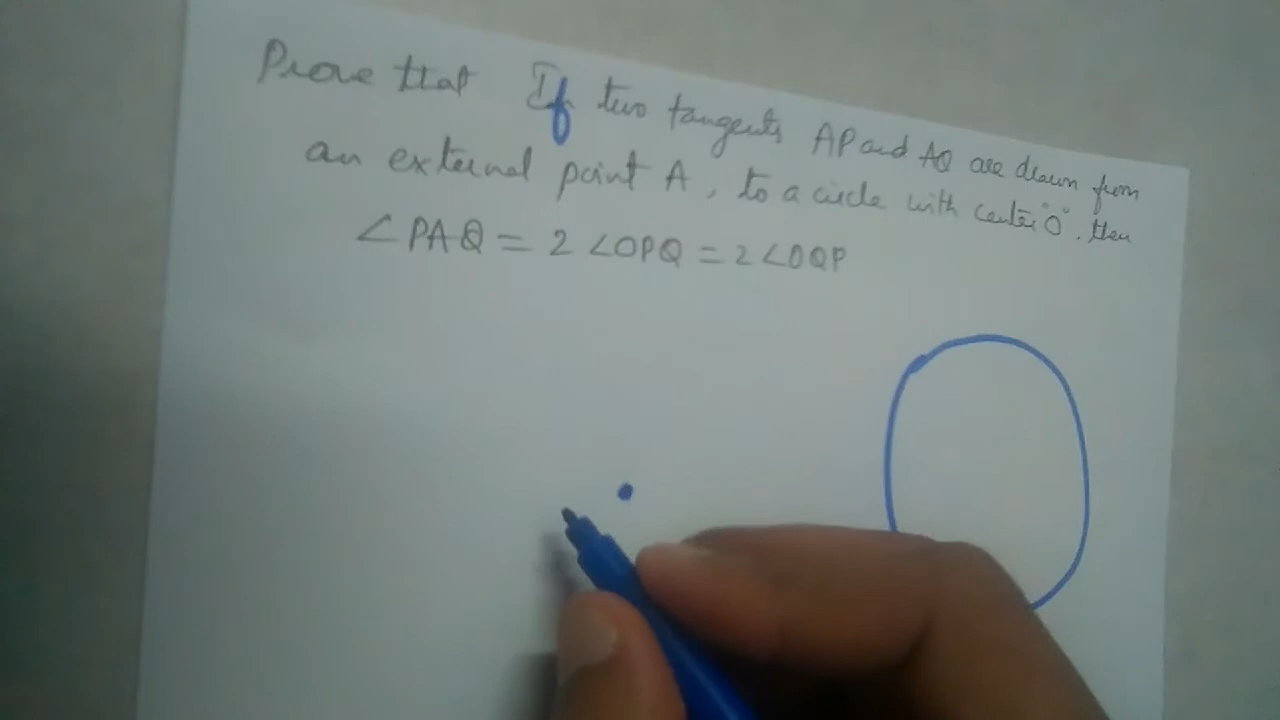 Prove that If two tangents AP and AQ are drawn from
an external point A, to a circle with center "O". then
∠PAQ = 2 ∠OPQ = 2 ∠OQP